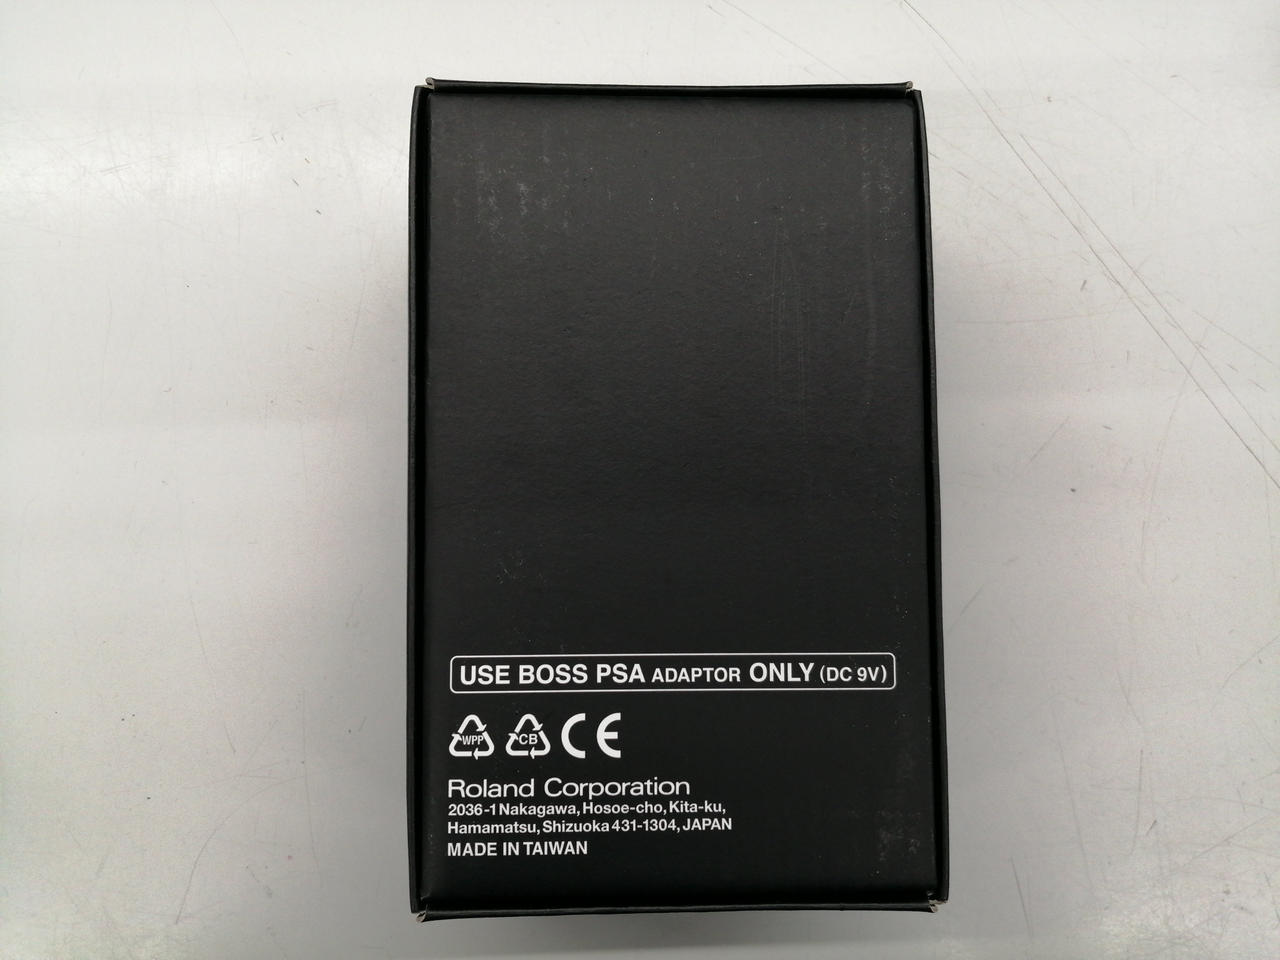 USE BOSS PSA ADAPTOR ONLY (DC 9V)
WPP CB CE
Roland Corporation
2036-1 Nakagawa, Hosoe-cho, Kita-ku,
Hamamatsu, Shizuoka 431-1304, JAPAN
MADE IN TAIWAN